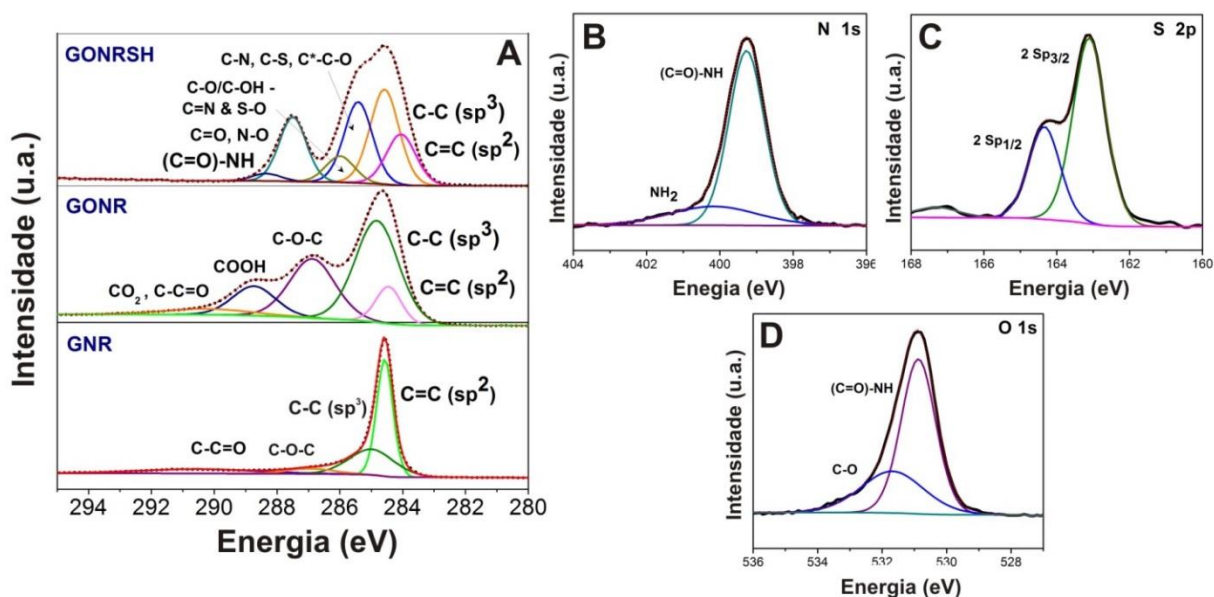 A
GONRSH
C-N, C-S, C*-C-O
C-O/C-OH -
C=N & S-O
C=O, N-O
(C=O)-NH
C-C (sp3)
C=C (sp2)
GONR
C-O-C
COOH
CO2 , C-C=O
C-C (sp3)
C=C (sp2)
GNR
C-C (sp3)
C=C (sp2)
C-C=O
C-O-C
Intensidade (u.a.)
294 292 290 288 286 284 282 280
Energia (eV)
B
N 1s
(C=O)-NH
NH2
Intensidade (u.a.)
404 402 400 398 396
Enegia (eV)
C
S 2p
2 Sp3/2
2 Sp1/2
Intensidade (u.a.)
168 166 164 162 160
Energia (eV)
D
O 1s
(C=O)-NH
C-O
Intensidade (u.a.)
536 534 532 530 528
Energia (eV)